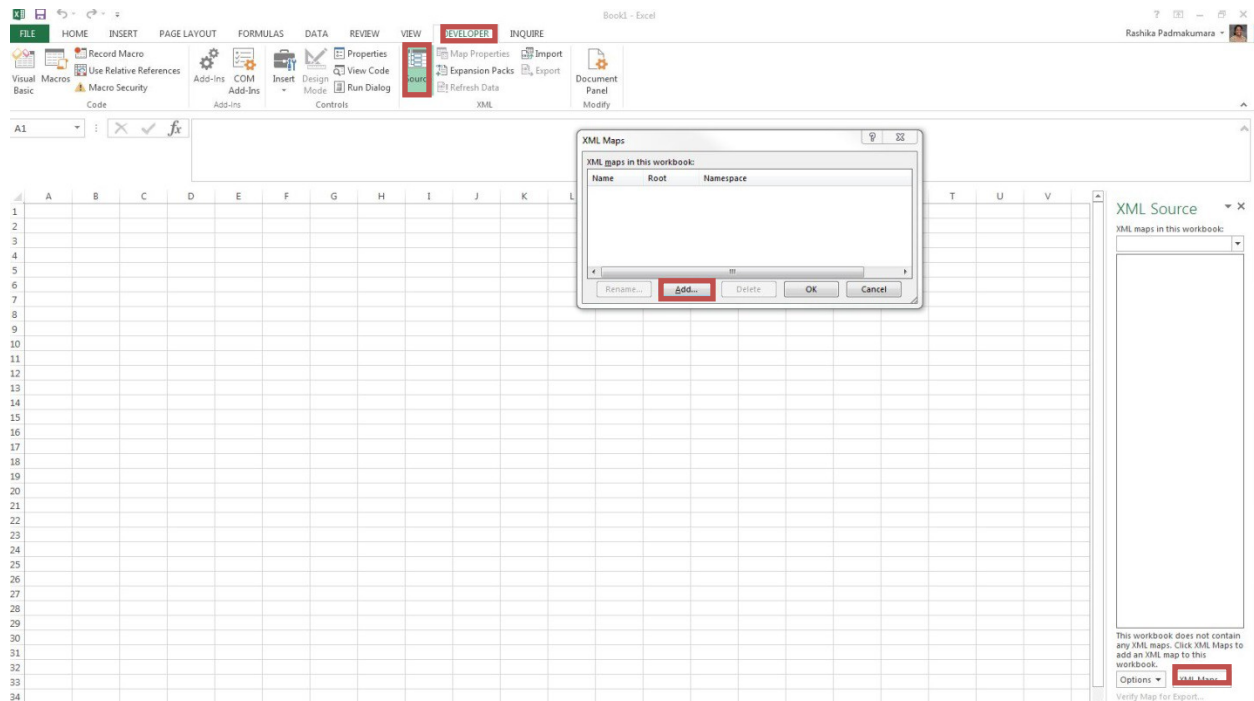 Book1 - Excel
FILE HOME INSERT PAGE LAYOUT FORMULAS DATA REVIEW VIEW DEVELOPER INQUIRE
Rashika Padmakumara
Visual Basic
Macros
Record Macro
Use Relative References
Macro Security
Code
Add-Ins
COM Add-Ins
Add-Ins
Insert
Design Mode
Properties
View Code
Run Dialog
Controls
Source
Map Properties
Expansion Packs
Refresh Data
Import
Export
XML
Document Panel
Modify
A1
fx
XML Maps
XML maps in this workbook:
Name Root Namespace
Rename... Add... Delete OK Cancel
A B C D E F G H I J K L T U V
1
2
3
4
5
6
7
8
9
10
11
12
13
14
15
16
17
18
19
20
21
22
23
24
25
26
27
28
29
30
31
32
33
34
XML Source
XML maps in this workbook:
This workbook does not contain
any XML maps. Click XML Maps to
add an XML map to this
workbook.
Options XML Maps...
Verify Map for Export...